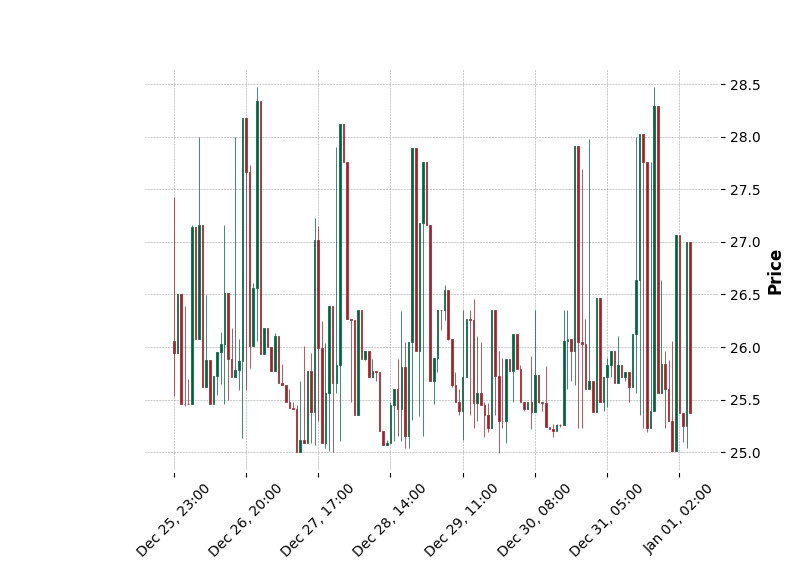 28.5
28.0
27.5
27.0
26.5
26.0
25.5
25.0
Price
Dec 25, 23:00
Dec 26, 20:00
Dec 27, 17:00
Dec 28, 14:00
Dec 29, 11:00
Dec 30, 08:00
Dec 31, 05:00
Jan 01, 02:00